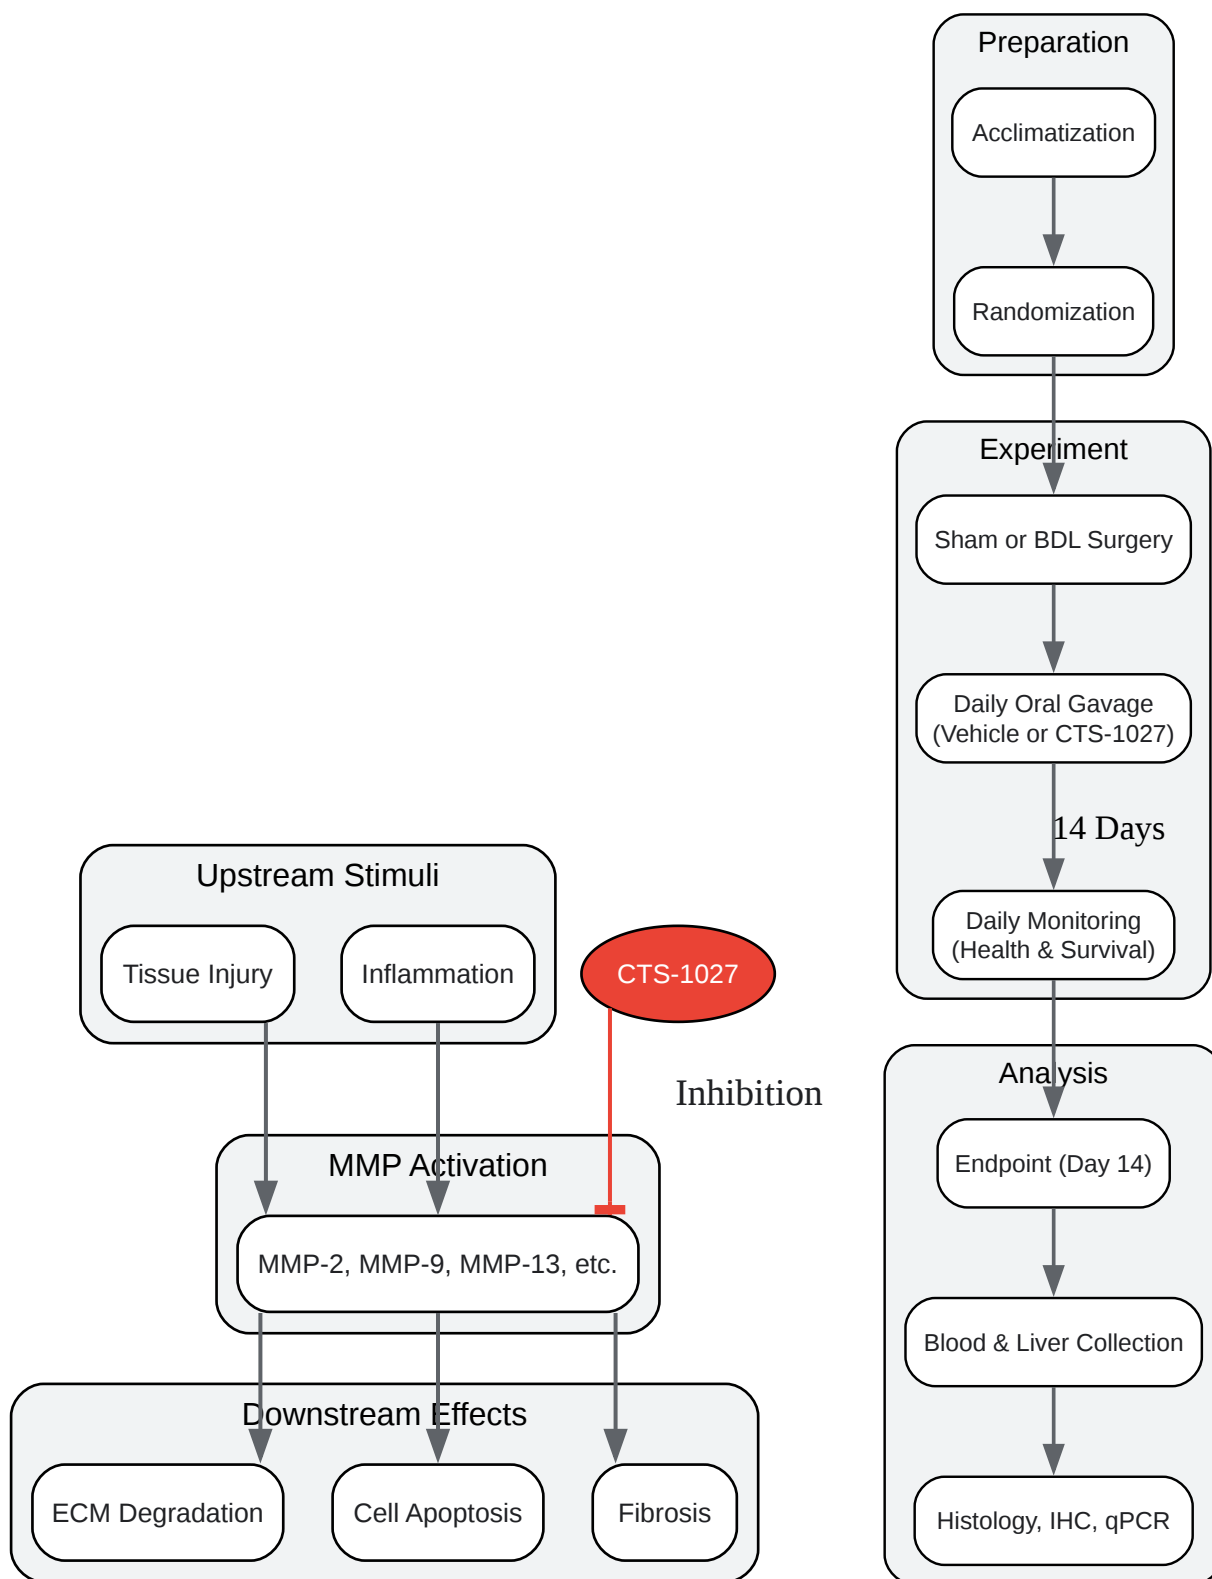 Preparation
Acclimatization
Randomization
Experiment
Sham or BDL Surgery
Daily Oral Gavage
(Vehicle or CTS-1027)
14 Days
Daily Monitoring
(Health & Survival)
Analysis
Endpoint (Day 14)
Blood & Liver Collection
Histology, IHC, qPCR
Upstream Stimuli
Tissue Injury
Inflammation
CTS-1027
Inhibition
MMP Activation
MMP-2, MMP-9, MMP-13, etc.
Downstream Effects
ECM Degradation
Cell Apoptosis
Fibrosis